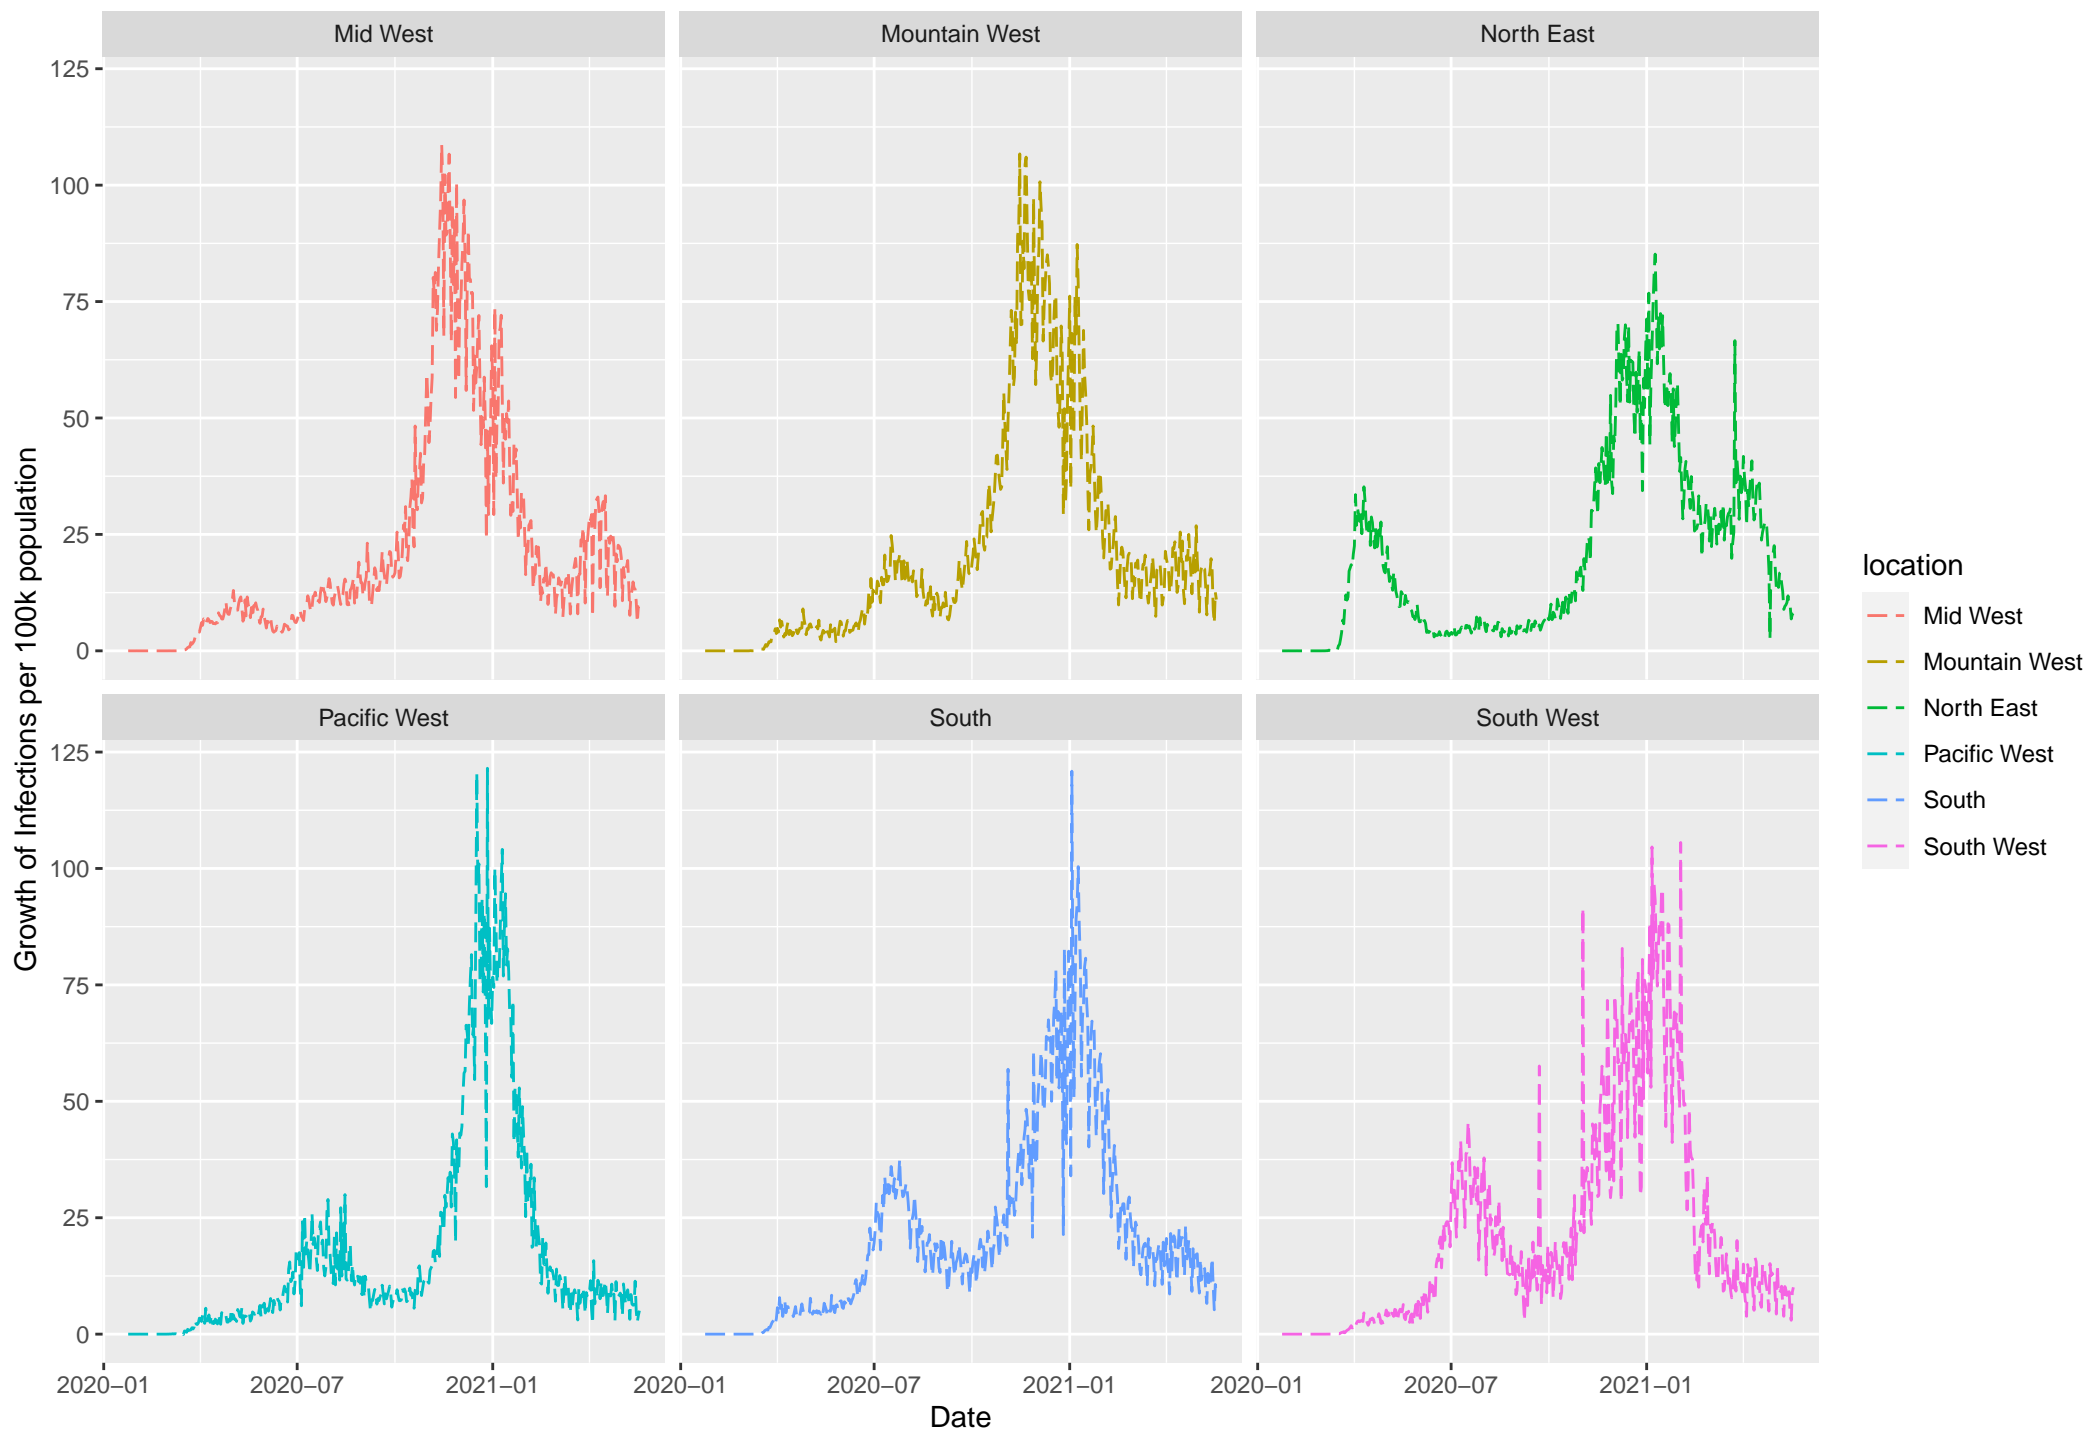 Mid West
Mountain West
North East
125
100
75
50
25
0
Pacific West
South
South West
125
100
75
50
25
0
2020−01
2020−07
2021−01
2020−01
2020−07
2021−01
2020−01
2020−07
2021−01
Date
Growth of Infections per 100k population
location
Mid West
Mountain West
North East
Pacific West
South
South West